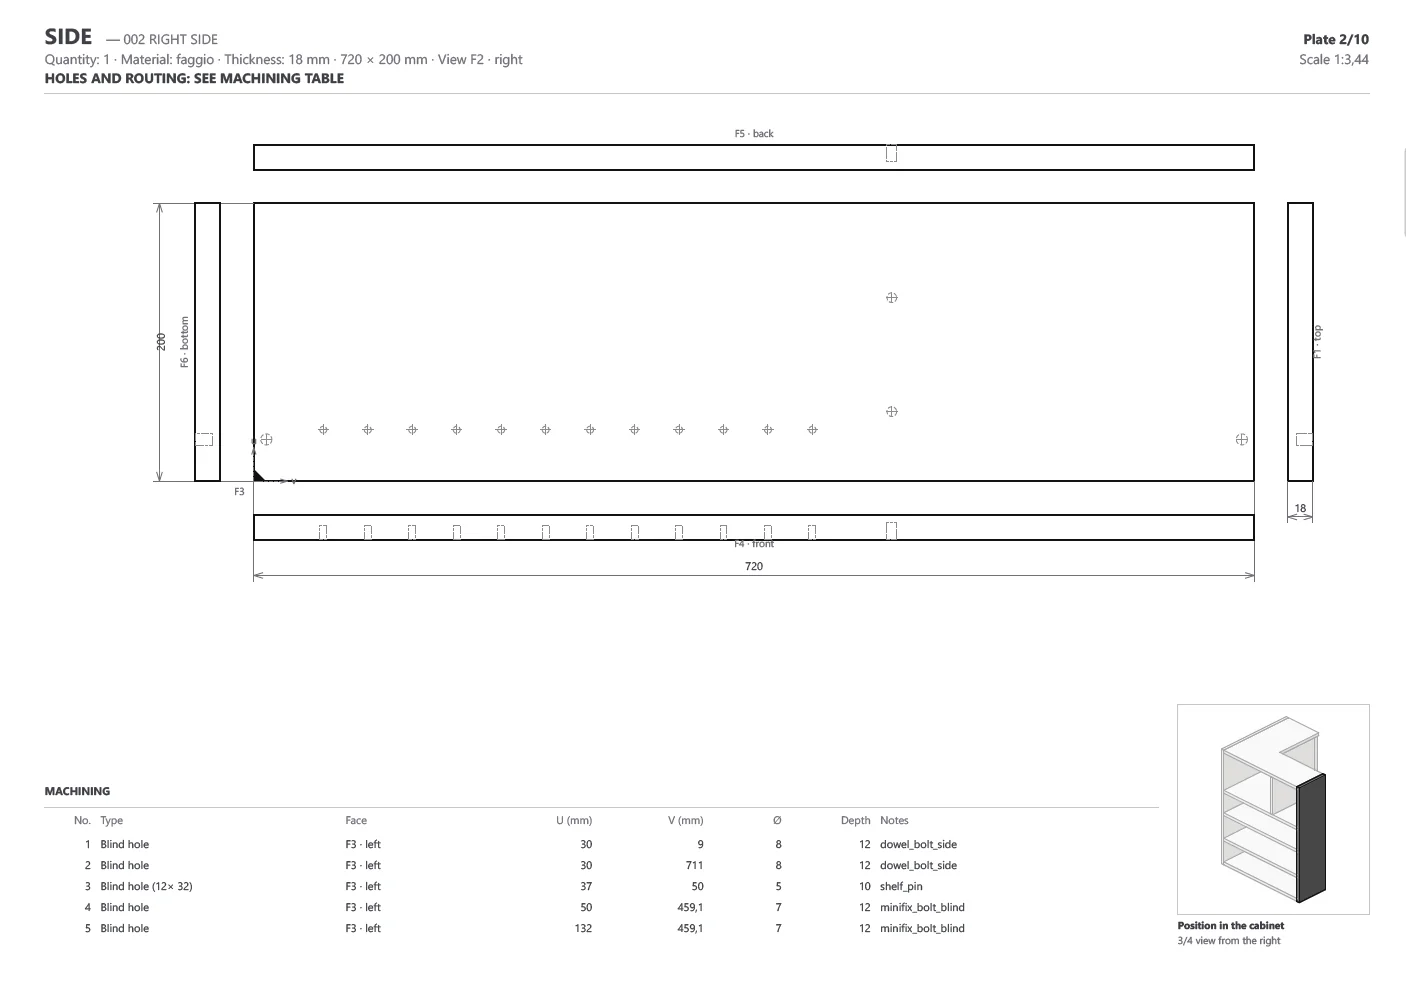 SIDE — 002 RIGHT SIDE
Plate 2/10
Quantity: 1 · Material: faggio · Thickness: 18 mm · 720 × 200 mm · View F2 · right
Scale 1:3,44
HOLES AND ROUTING: SEE MACHINING TABLE
F5 · back
200
F6 · bottom
F1 · top
F3
18
F4 · front
720
MACHINING
No. Type Face U (mm) V (mm) Ø Depth Notes
1 Blind hole F3 · left 30 9 8 12 dowel_bolt_side
2 Blind hole F3 · left 30 711 8 12 dowel_bolt_side
3 Blind hole (12× 32) F3 · left 37 50 5 10 shelf_pin
4 Blind hole F3 · left 50 459,1 7 12 minifix_bolt_blind
5 Blind hole F3 · left 132 459,1 7 12 minifix_bolt_blind
Position in the cabinet
3/4 view from the right